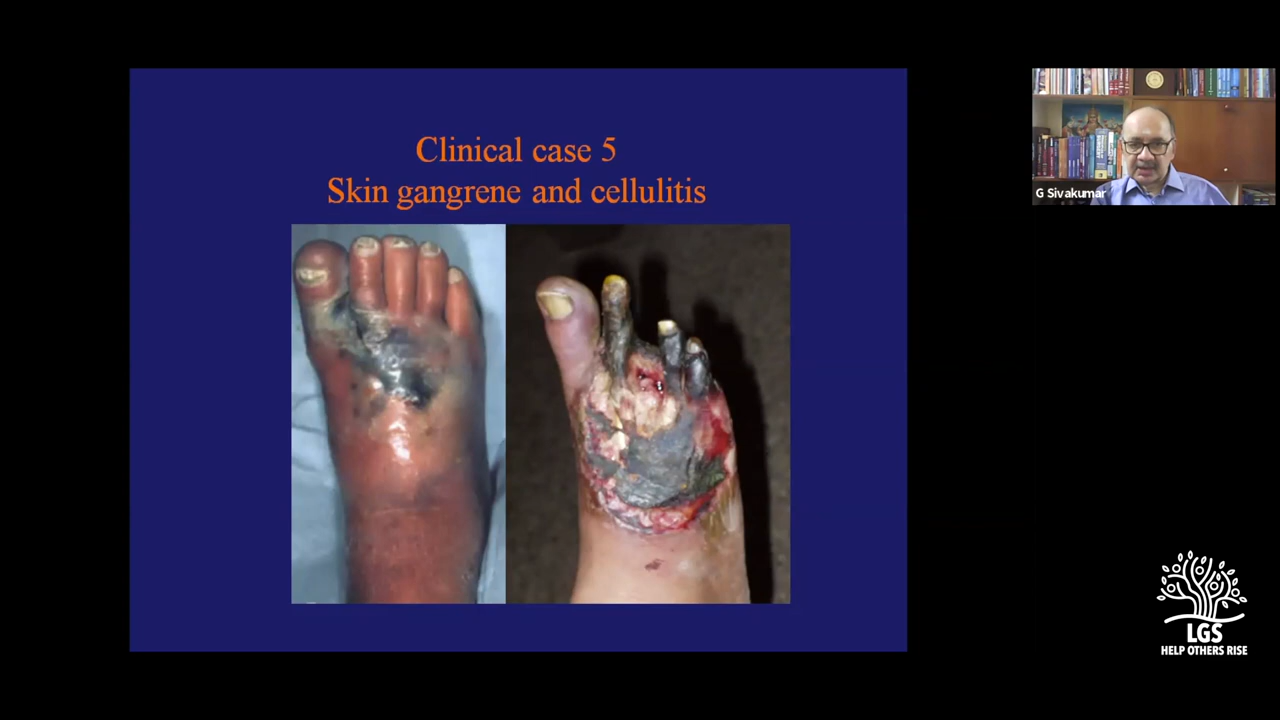 Clinical case 5
Skin gangrene and cellulitis
G Sivakumar
LGS
HELP OTHERS RISE